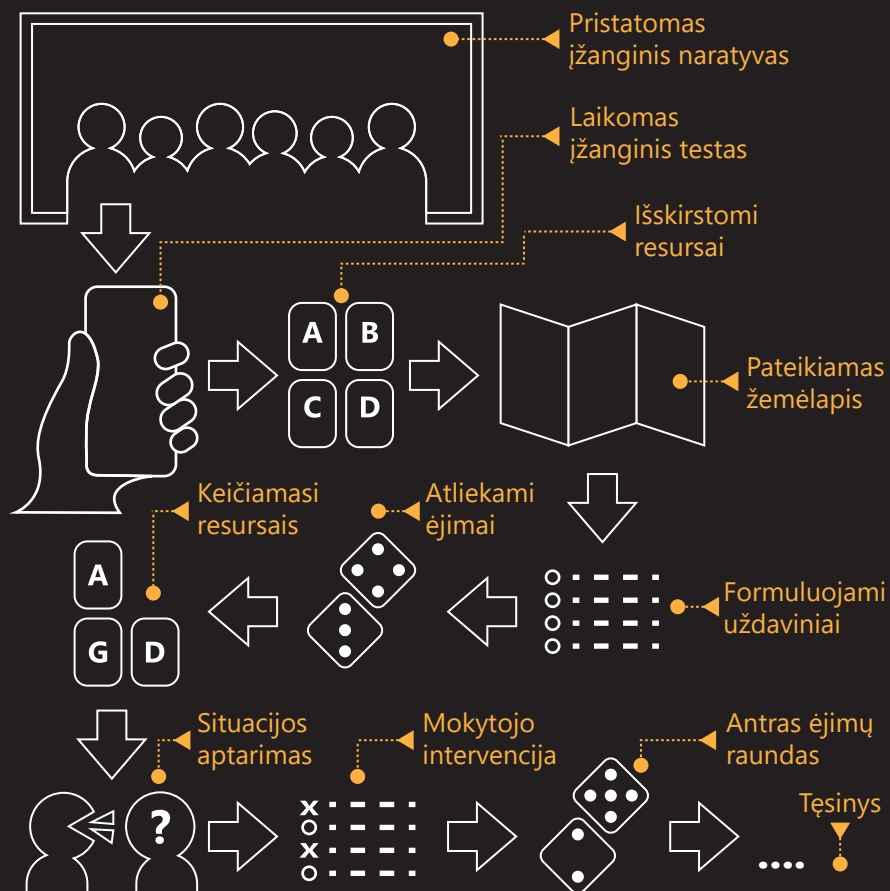 Pristatomas
įžanginis naratyvas
Laikomas
įžanginis testas
Išskirstomi
resursai
A B
C D
Pateikiamas
žemėlapis
Keičiamasi
resursais
Atliekami
ėjimai
A
G D
Formuluojami
uždaviniai
Situacijos
aptarimas
Mokytojo
intervencija
Antras ėjimų
raundas
Tęsinys
?
x
x
....